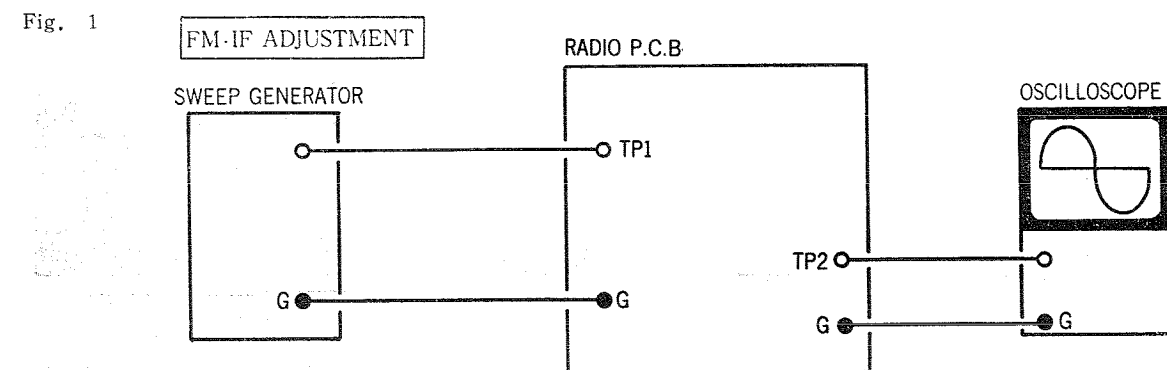 Fig. 1
FM-IF ADJUSTMENT
RADIO P.C.B
SWEEP GENERATOR
OSCILLOSCOPE
TP1
TP2
G
G
G
G